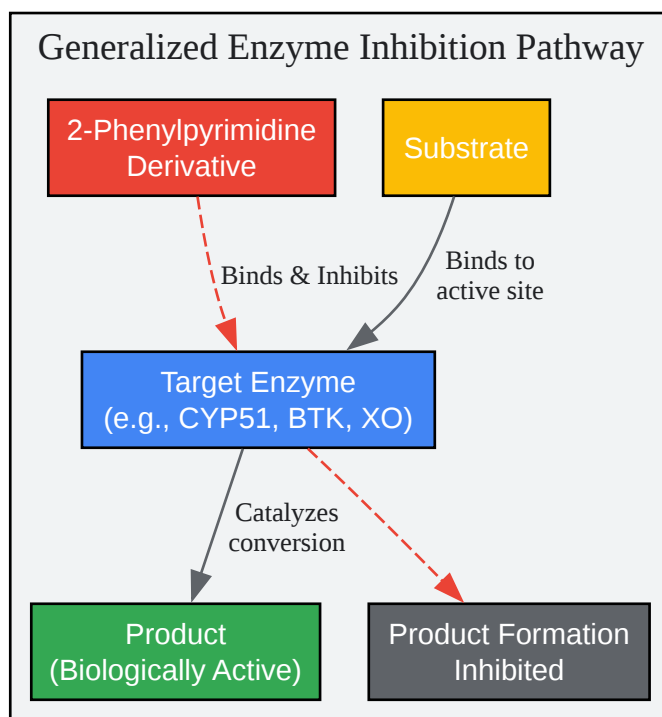 Generalized Enzyme Inhibition Pathway
2-Phenylpyrimidine
Derivative
Substrate
Binds & Inhibits
Binds to
active site
Target Enzyme
(e.g., CYP51, BTK, XO)
Catalyzes
conversion
Product
(Biologically Active)
Product Formation
Inhibited